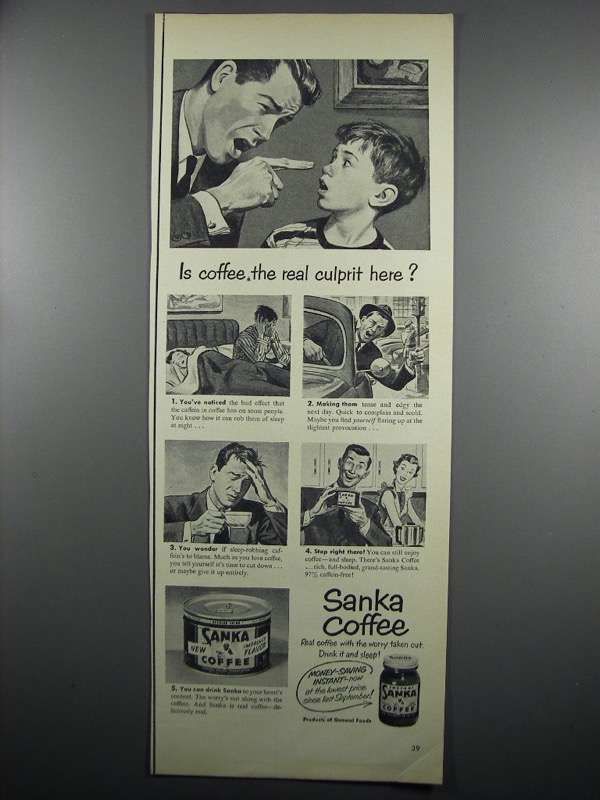 Is coffee, the real culprit here?
1. You've noticed the bad effect that
the caffein in coffee has on some people.
You know how it can rob them of sleep
at night . . .
2. Making them tense and edgy the
next day. Quick to complain and scold.
Maybe you find yourself flaring up at the
slightest provocation . . .
3. You wonder if sleep-robbing caf-
fein's to blame. Much as you love coffee,
you tell yourself it's time to cut down . . .
or maybe give it up entirely.
4. Stop right there! You can still enjoy
coffee—and sleep. There's Sanka Coffee
. . . rich, full-bodied, grand-tasting Sanka.
97% caffein-free!
SANKA
NEW
IMPROVED
FLAVOR
COFFEE
5. You can drink Sanka to your heart's
content. The worry's out along with the
caffein. And Sanka is real coffee—de-
liciously real.
Sanka
Coffee
Real coffee with the worry taken out.
Drink it and sleep!
MONEY-SAVING
INSTANT—now
at the lowest price
since last September!
SANKA
COFFEE
Products of General Foods
39